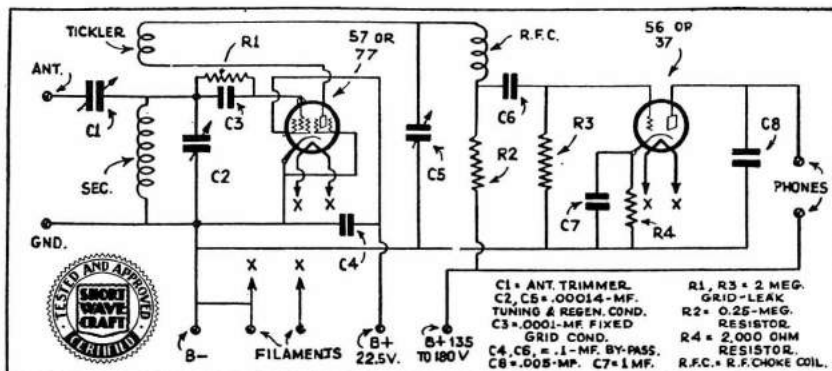 TICKLER
R1
57 OR
77
R.F.C.
56 OR
37
ANT.
C1
C3
C6
R3
C8
SEC.
C2
C5
R2
PHONES
X X
X X
C7
R4
GND.
C4
X X
TESTED AND APPROVED
SHORT
WAVE
CRAFT
CERTIFIED
B-
FILAMENTS
B+
22.5V.
B+ 135
TO 180 V
C1 = ANT. TRIMMER
C2, C5 = .00014-MF.
TUNING & REGEN. COND.
C3 = .0001-MF. FIXED
GRID COND.
C4, C6, = .1-MF. BY-PASS.
C8 = .005-MF. C7 = 1 MF.
R1, R3 = 2 MEG.
GRID-LEAK
R2 = 0.25-MEG.
RESISTOR
R4 = 2,000 OHM
RESISTOR.
R.F.C. = R.F. CHOKE COIL.